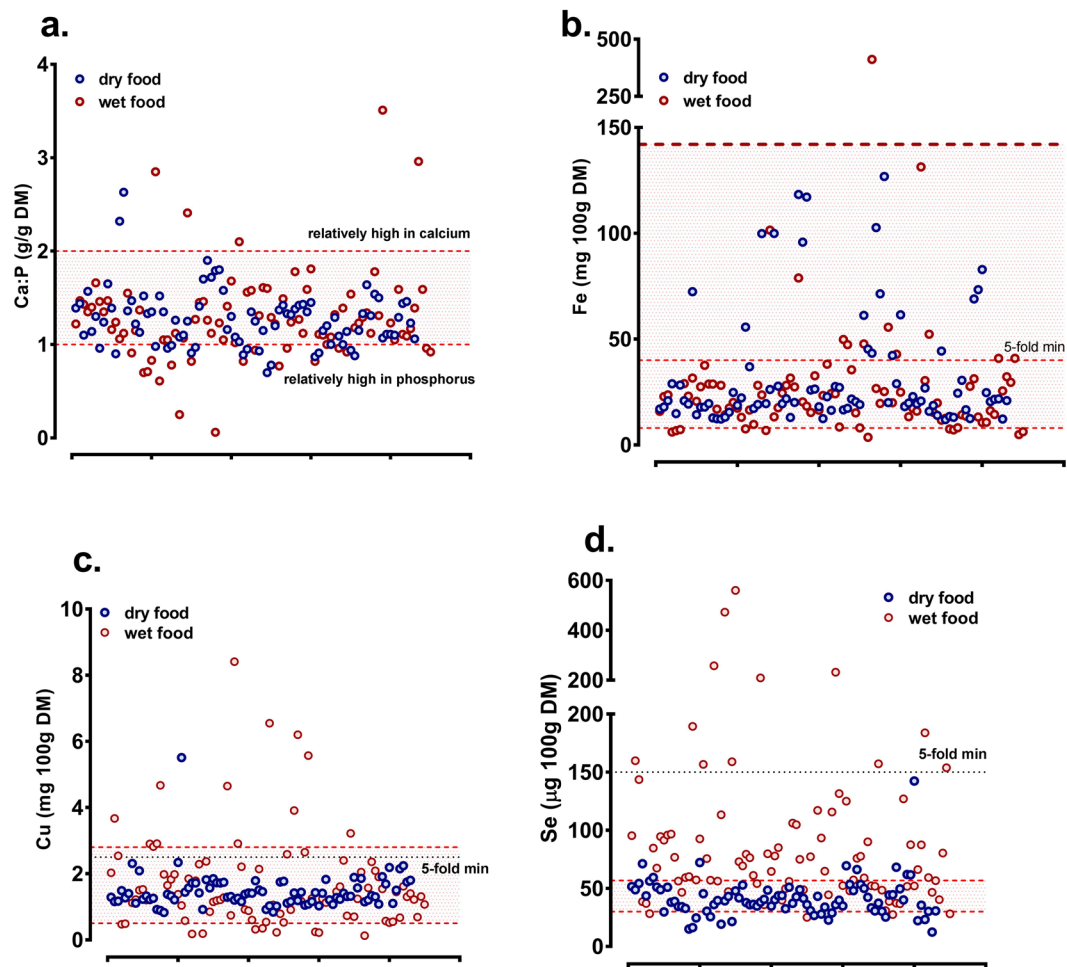 a.
Ca:P (g/g DM)
4
3
2
1
0
dry food
wet food
relatively high in calcium
relatively high in phosphorus
b.
Fe (mg 100g DM)
500
250
150
100
50
0
dry food
wet food
5-fold min
c.
Cu (mg 100g DM)
10
8
6
4
2
0
dry food
wet food
5-fold min
d.
Se (µg 100g DM)
600
400
200
200
150
100
50
0
dry food
wet food
5-fold min